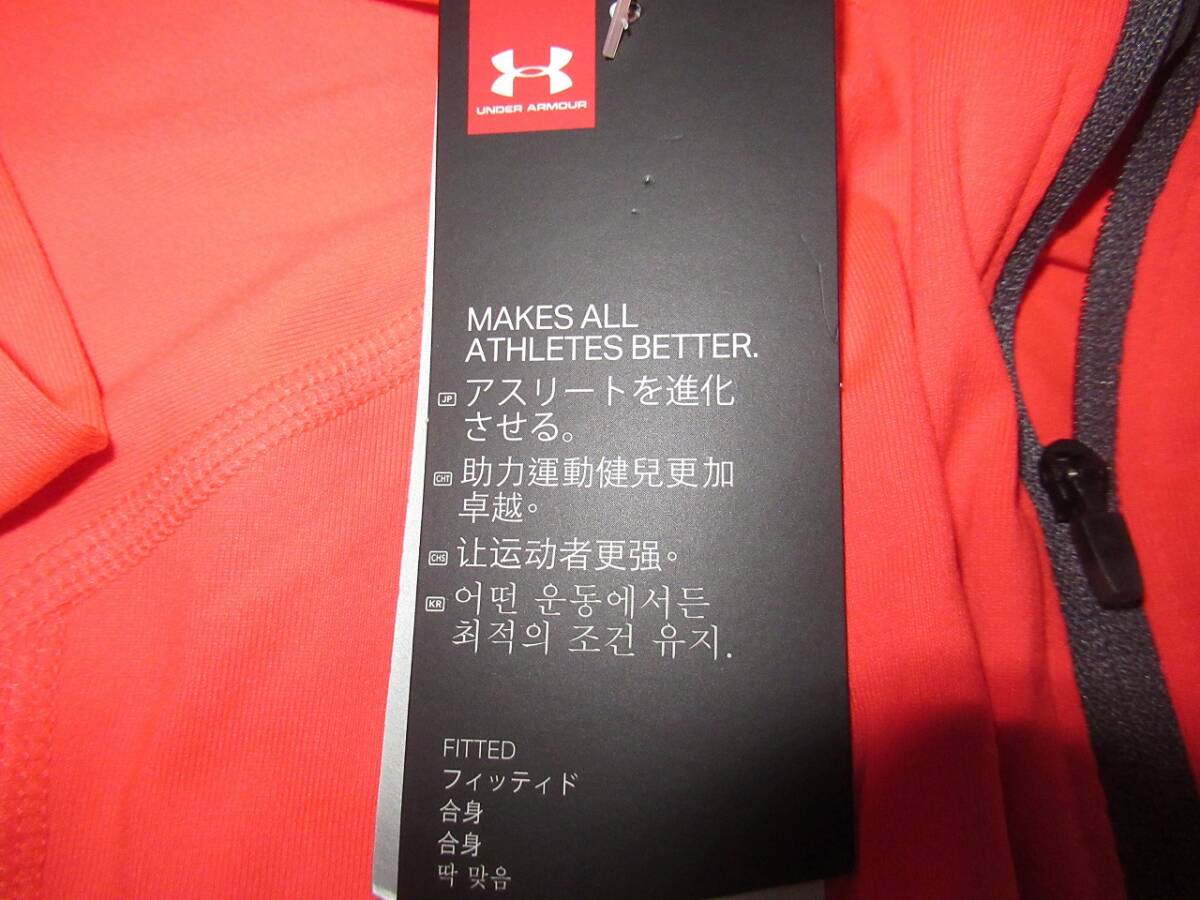 UNDER ARMOUR
MAKES ALL
ATHLETES BETTER.
JP アスリートを進化
させる。
CHT 助力運動健兒更加
卓越。
CHS 让运动者更强。
KR 어떤 운동에서든
최적의 조건 유지.
FITTED
フィッティド
合身
合身
딱 맞음